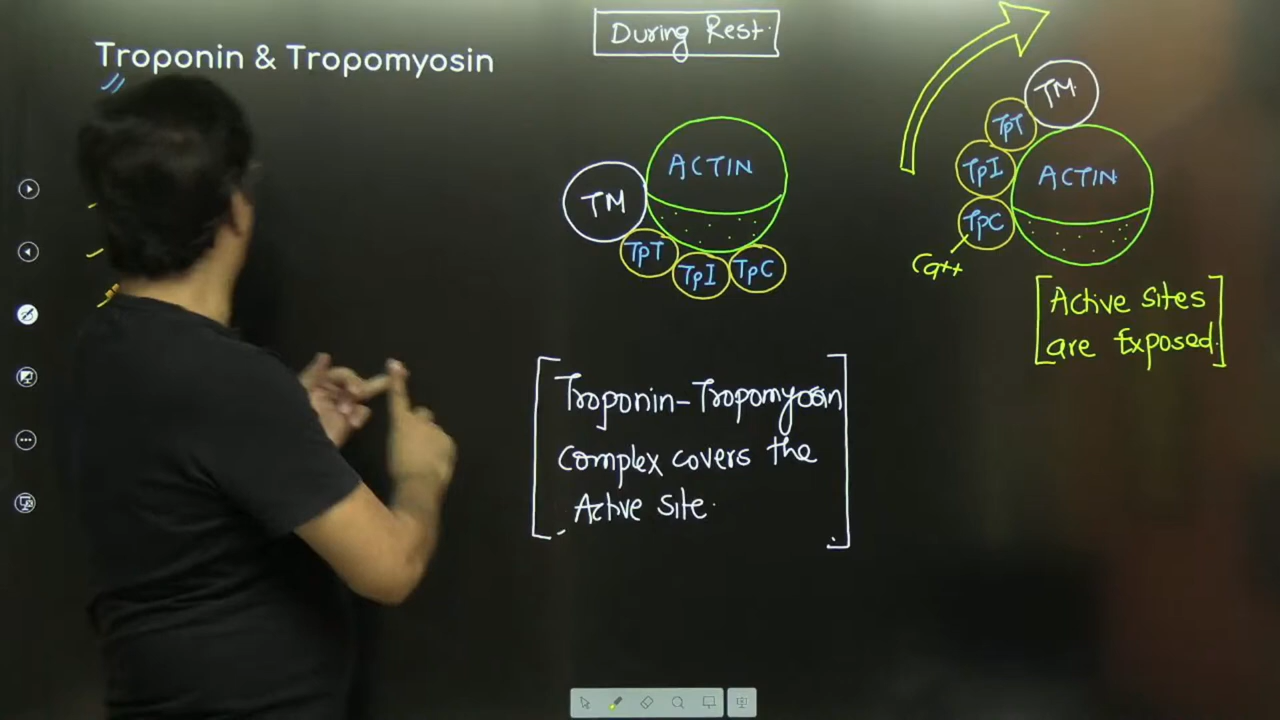 Troponin & Tropomyosin
During Rest.
ACTIN
TM
TpT
TpI
TpC
TM
TpT
TpI
TpC
ACTIN
Ca++
Active Sites
are Exposed.
Troponin-Tropomyosin
Complex covers the
Active Site.